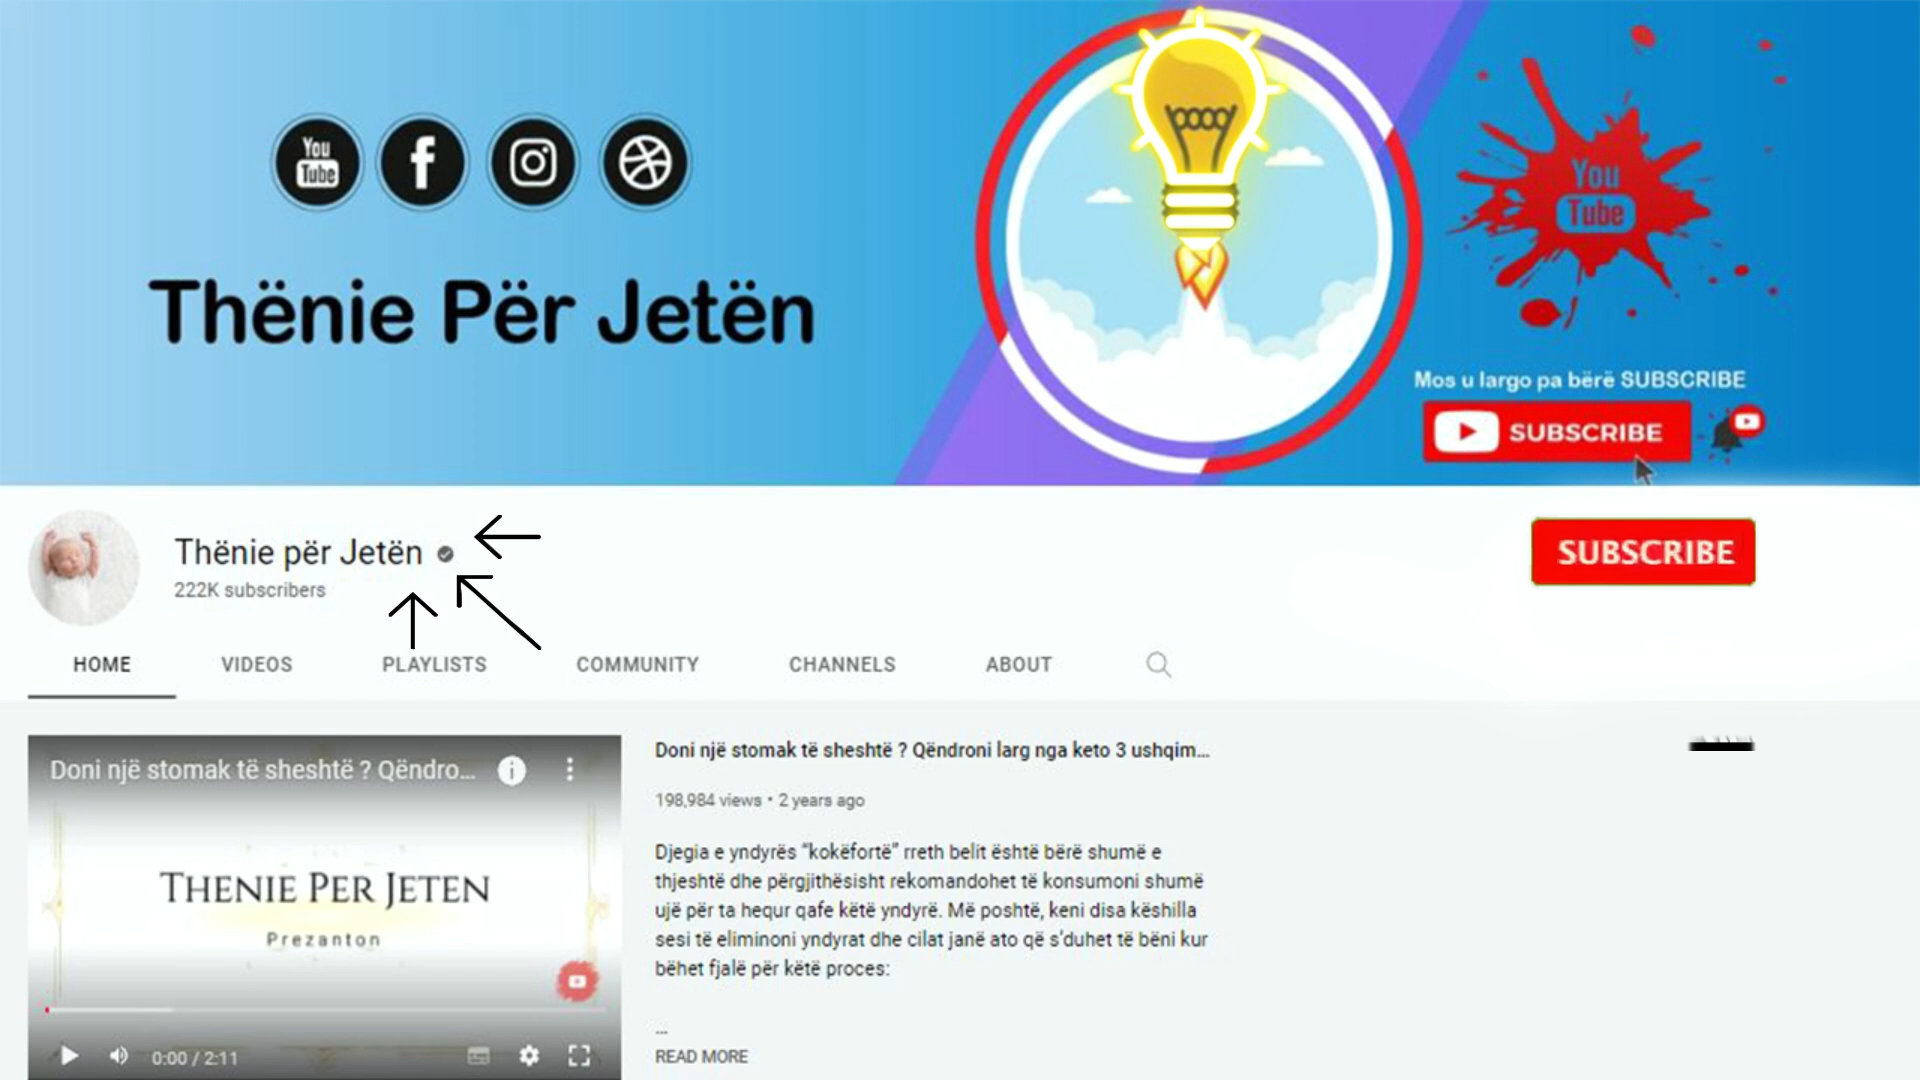 You
Tube
Thënie Për Jetën
You
Tube
Mos u largo pa bërë SUBSCRIBE
SUBSCRIBE
Thënie për Jetën
222K subscribers
SUBSCRIBE
HOME VIDEOS PLAYLISTS COMMUNITY CHANNELS ABOUT
Doni një stomak të sheshtë ? Qëndro...
THENIE PER JETEN
Prezanton
0:00 / 2:11
Doni një stomak të sheshtë ? Qëndroni larg nga keto 3 ushqim...
198,984 views • 2 years ago
Djegia e yndyrës “kokëfortë” rreth belit është bërë shumë e
thjeshtë dhe përgjithësisht rekomandohet të konsumoni shumë
ujë për ta hequr qafe këtë yndyrë. Më poshtë, keni disa këshilla
sesi të eliminoni yndyrat dhe cilat janë ato që s'duhet të bëni kur
bëhet fjalë për këtë proces:
...
READ MORE